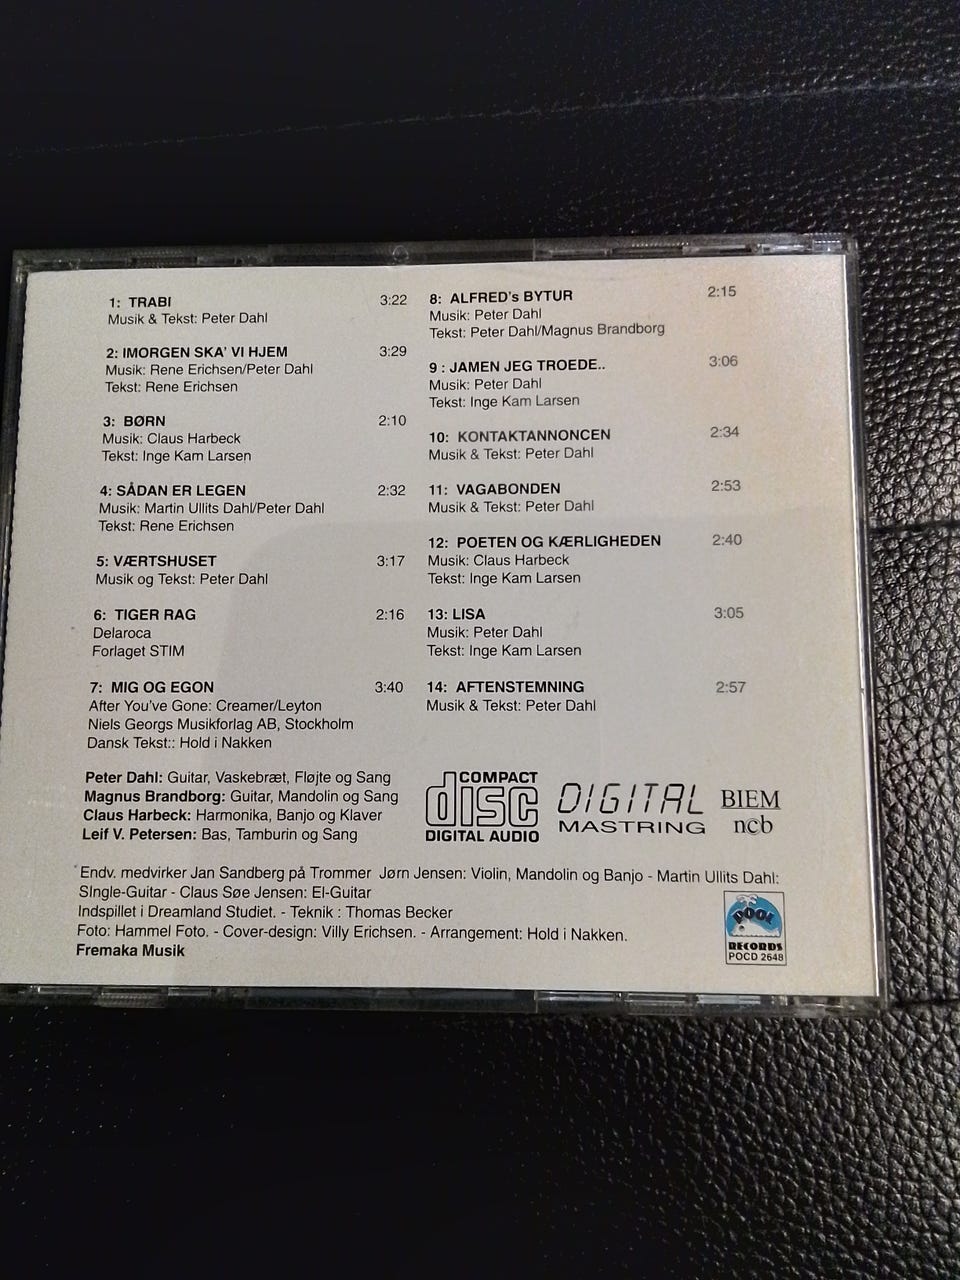 1: TRABI 3:22
Musik & Tekst: Peter Dahl
2: IMORGEN SKA' VI HJEM 3:29
Musik: Rene Erichsen/Peter Dahl
Tekst: Rene Erichsen
3: BØRN 2:10
Musik: Claus Harbeck
Tekst: Inge Kam Larsen
4: SÅDAN ER LEGEN 2:32
Musik: Martin Ullits Dahl/Peter Dahl
Tekst: Rene Erichsen
5: VÆRTSHUSET 3:17
Musik og Tekst: Peter Dahl
6: TIGER RAG 2:16
Delaroca
Forlaget STIM
7: MIG OG EGON 3:40
After You've Gone: Creamer/Leyton
Niels Georgs Musikforlag AB, Stockholm
Dansk Tekst:: Hold i Nakken
8: ALFRED's BYTUR 2:15
Musik: Peter Dahl
Tekst: Peter Dahl/Magnus Brandborg
9 : JAMEN JEG TROEDE.. 3:06
Musik: Peter Dahl
Tekst: Inge Kam Larsen
10: KONTAKTANNONCEN 2:34
Musik & Tekst: Peter Dahl
11: VAGABONDEN 2:53
Musik & Tekst: Peter Dahl
12: POETEN OG KÆRLIGHEDEN 2:40
Musik: Claus Harbeck
Tekst: Inge Kam Larsen
13: LISA 3:05
Musik: Peter Dahl
Tekst: Inge Kam Larsen
14: AFTENSTEMNING 2:57
Musik & Tekst: Peter Dahl
Peter Dahl: Guitar, Vaskebræt, Fløjte og Sang
Magnus Brandborg: Guitar, Mandolin og Sang
Claus Harbeck: Harmonika, Banjo og Klaver
Leif V. Petersen: Bas, Tamburin og Sang
COMPACT
disc
DIGITAL AUDIO
DIGITAL
MASTRING
BIEM
ncb
Endv. medvirker Jan Sandberg på Trommer Jørn Jensen: Violin, Mandolin og Banjo - Martin Ullits Dahl:
SIngle-Guitar - Claus Søe Jensen: El-Guitar
Indspillet i Dreamland Studiet. - Teknik : Thomas Becker
Foto: Hammel Foto. - Cover-design: Villy Erichsen. - Arrangement: Hold i Nakken.
Fremaka Musik
POOL
RECORDS
POCD 2648